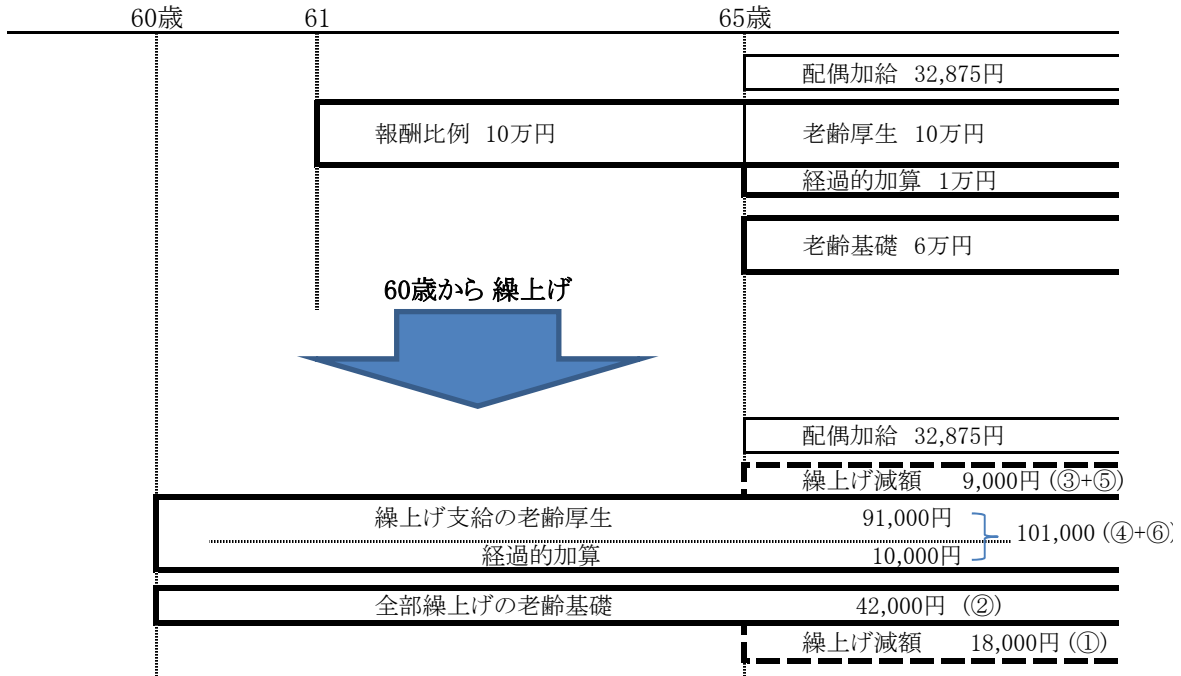 60歳 61 65歳
配偶加給 32,875円
報酬比例 10万円 老齢厚生 10万円
経過的加算 1万円
老齢基礎 6万円
60歳から 繰上げ
配偶加給 32,875円
繰上げ減額 9,000円 (③+⑤)
繰上げ支給の老齢厚生 91,000円
101,000 (④+⑥)
経過的加算 10,000円
全部繰上げの老齢基礎 42,000円 (②)
繰上げ減額 18,000円 (①)